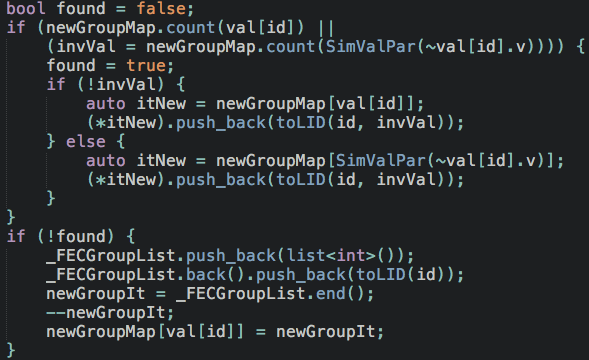 bool found = false;
if (newGroupMap.count(val[id]) ||
    (invVal = newGroupMap.count(SimValPar(~val[id].v)))) {
    found = true;
    if (!invVal) {
        auto itNew = newGroupMap[val[id]];
        (*itNew).push_back(toLID(id, invVal));
    } else {
        auto itNew = newGroupMap[SimValPar(~val[id].v)];
        (*itNew).push_back(toLID(id, invVal));
    }
}
if (!found) {
    _FECGroupList.push_back(list<int>());
    _FECGroupList.back().push_back(toLID(id));
    newGroupIt = _FECGroupList.end();
    --newGroupIt;
    newGroupMap[val[id]] = newGroupIt;
}